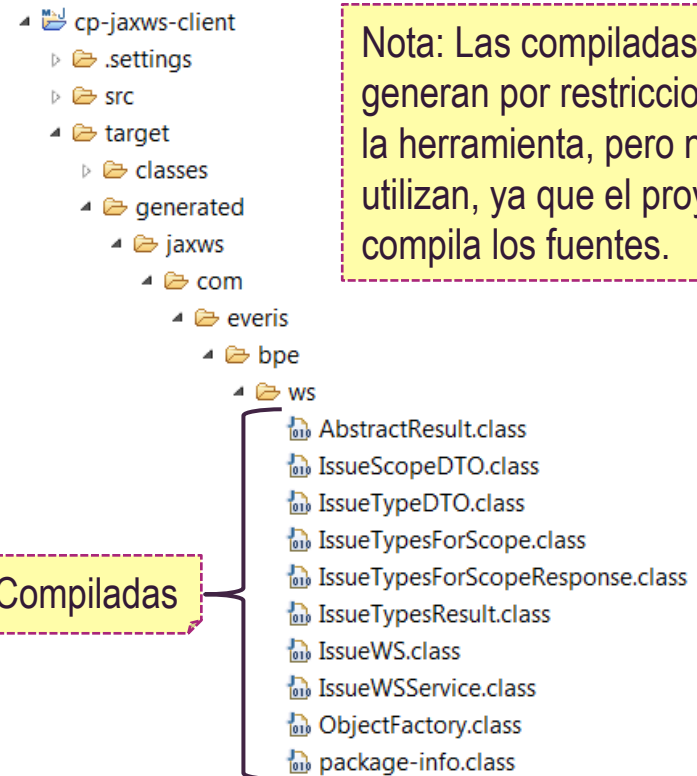 cp-jaxws-client
.settings
src
target
classes
generated
jaxws
com
everis
bpe
ws
AbstractResult.class
IssueScopeDTO.class
IssueTypeDTO.class
IssueTypesForScope.class
IssueTypesForScopeResponse.class
IssueTypesResult.class
IssueWS.class
IssueWSService.class
ObjectFactory.class
package-info.class
Nota: Las compiladas
generan por
la herramienta, pero
utilizan, ya que el
compila los fuentes.
Compiladas